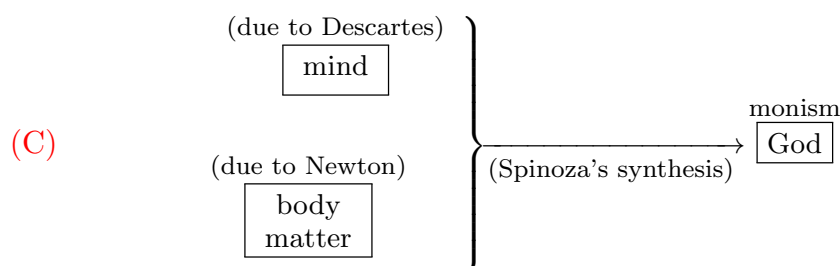 (due to Descartes)
mind
monism
(C)
God
(due to Newton)
(Spinoza's synthesis)
body
matter